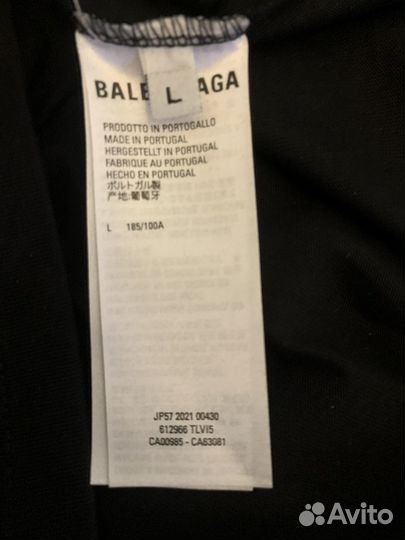 BALE AGA
L
PRODOTTO IN PORTOGALLO
MADE IN PORTUGAL
HERGESTELLT IN PORTUGAL
FABRIQUE AU PORTUGAL
HECHO EN PORTUGAL
ポルトガル製
产地:葡萄牙
L 185/100A
JP57 2021 0G430
612966 TLVI5
CA00985 - CA63081
Avito